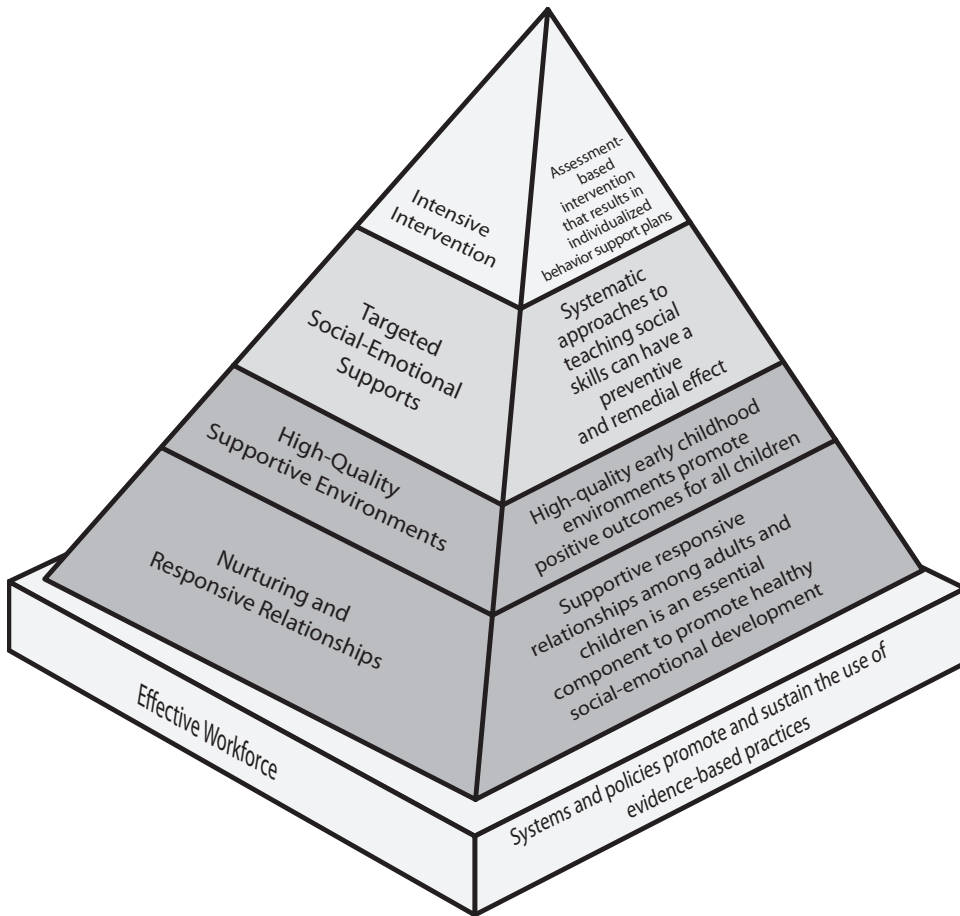 Intensive
Intervention
Assessment-
based
intervention
that results in
individualized
behavior support plans
Targeted
Social-Emotional
Supports
Systematic
approaches to
teaching social
skills can have a
preventive
and remedial effect
High-Quality
Supportive Environments
High-quality early childhood
environments promote
positive outcomes for all children
Nurturing and
Responsive Relationships
Supportive responsive
relationships among adults and
children is an essential
component to promote healthy
social-emotional development
Effective Workforce
Systems and policies promote and sustain the use of
evidence-based practices